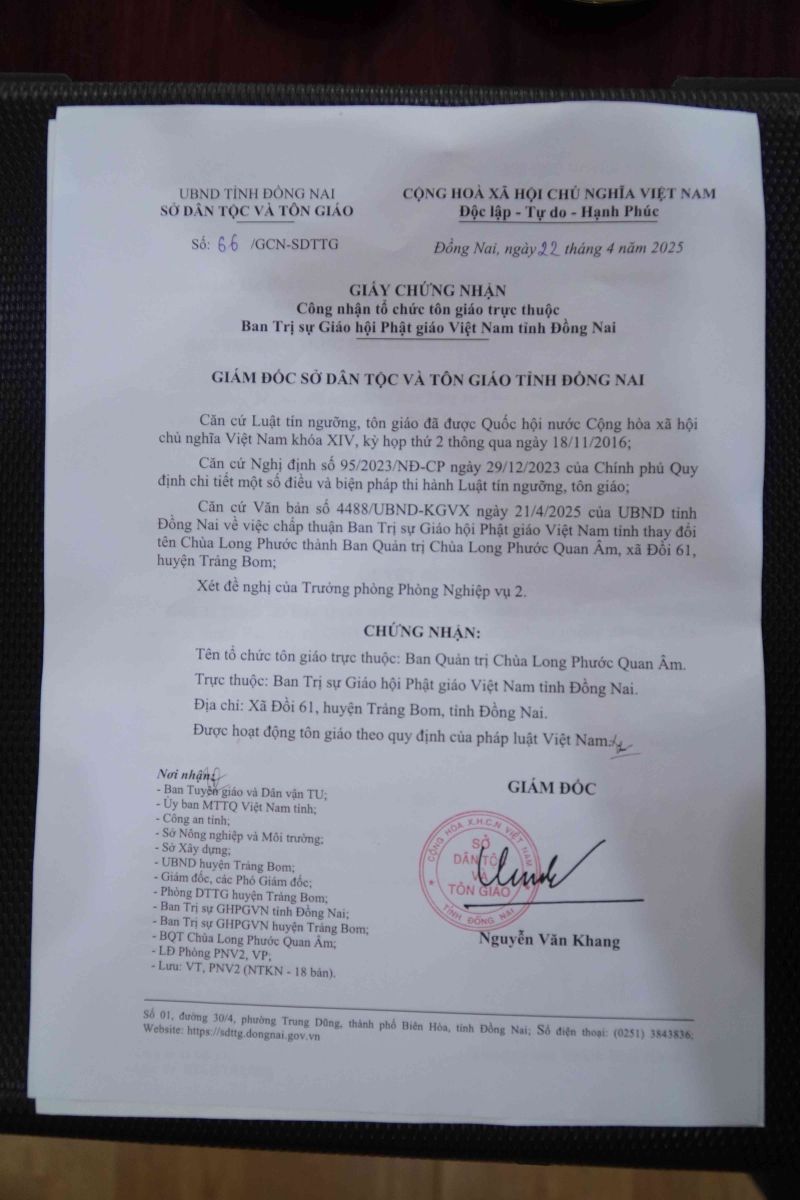 UBND TỈNH ĐỒNG NAI
SỞ DÂN TỘC VÀ TÔN GIÁO
Số: 66 /GCN-SDTTG
CỘNG HOÀ XÃ HỘI CHỦ NGHĨA VIỆT NAM
Độc lập - Tự do - Hạnh Phúc
Đồng Nai, ngày 22 tháng 4 năm 2025
GIẤY CHỨNG NHẬN
Công nhận tổ chức tôn giáo trực thuộc
Ban Trị sự Giáo hội Phật giáo Việt Nam tỉnh Đồng Nai
GIÁM ĐỐC SỞ DÂN TỘC VÀ TÔN GIÁO TỈNH ĐỒNG NAI
Căn cứ Luật tín ngưỡng, tôn giáo đã được Quốc hội nước Cộng hòa xã hội
chủ nghĩa Việt Nam khóa XIV, kỳ họp thứ 2 thông qua ngày 18/11/2016;
Căn cứ Nghị định số 95/2023/NĐ-CP ngày 29/12/2023 của Chính phủ Quy
định chi tiết một số điều và biện pháp thi hành Luật tín ngưỡng, tôn giáo;
Căn cứ Văn bản số 4488/UBND-KGVX ngày 21/4/2025 của UBND tỉnh
Đồng Nai về việc chấp thuận Ban Trị sự Giáo hội Phật giáo Việt Nam tỉnh thay đổi
tên Chùa Long Phước thành Ban Quản trị Chùa Long Phước Quan Âm, xã Đồi 61,
huyện Trảng Bom;
Xét đề nghị của Trưởng phòng Phòng Nghiệp vụ 2.
CHỨNG NHẬN:
Tên tổ chức tôn giáo trực thuộc: Ban Quản trị Chùa Long Phước Quan Âm.
Trực thuộc: Ban Trị sự Giáo hội Phật giáo Việt Nam tỉnh Đồng Nai.
Địa chỉ: Xã Đồi 61, huyện Trảng Bom, tỉnh Đồng Nai.
Được hoạt động tôn giáo theo quy định của pháp luật Việt Nam./.
Nơi nhận:
- Ban Tuyên giáo và Dân vận TU;
- Ủy ban MTTQ Việt Nam tỉnh;
- Công an tỉnh;
- Sở Nông nghiệp và Môi trường;
- Sở Xây dựng;
- UBND huyện Trảng Bom;
- Giám đốc, các Phó Giám đốc;
- Phòng DTTG huyện Trảng Bom;
- Ban Trị sự GHPGVN tỉnh Đồng Nai;
- Ban Trị sự GHPGVN huyện Trảng Bom;
- BQT Chùa Long Phước Quan Âm;
- LĐ Phòng PNV2, VP;
- Lưu: VT, PNV2 (NTKN - 18 bản).
GIÁM ĐỐC
CỘNG HÒA X.H.C.N VIỆT NAM
SỞ
DÂN TỘC
VÀ
TÔN GIÁO
TỈNH ĐỒNG NAI
Nguyễn Văn Khang
Số 01, đường 30/4, phường Trung Dũng, thành phố Biên Hòa, tỉnh Đồng Nai; Số điện thoại: (0251) 3843836;
Website: https://sdttg.dongnai.gov.vn